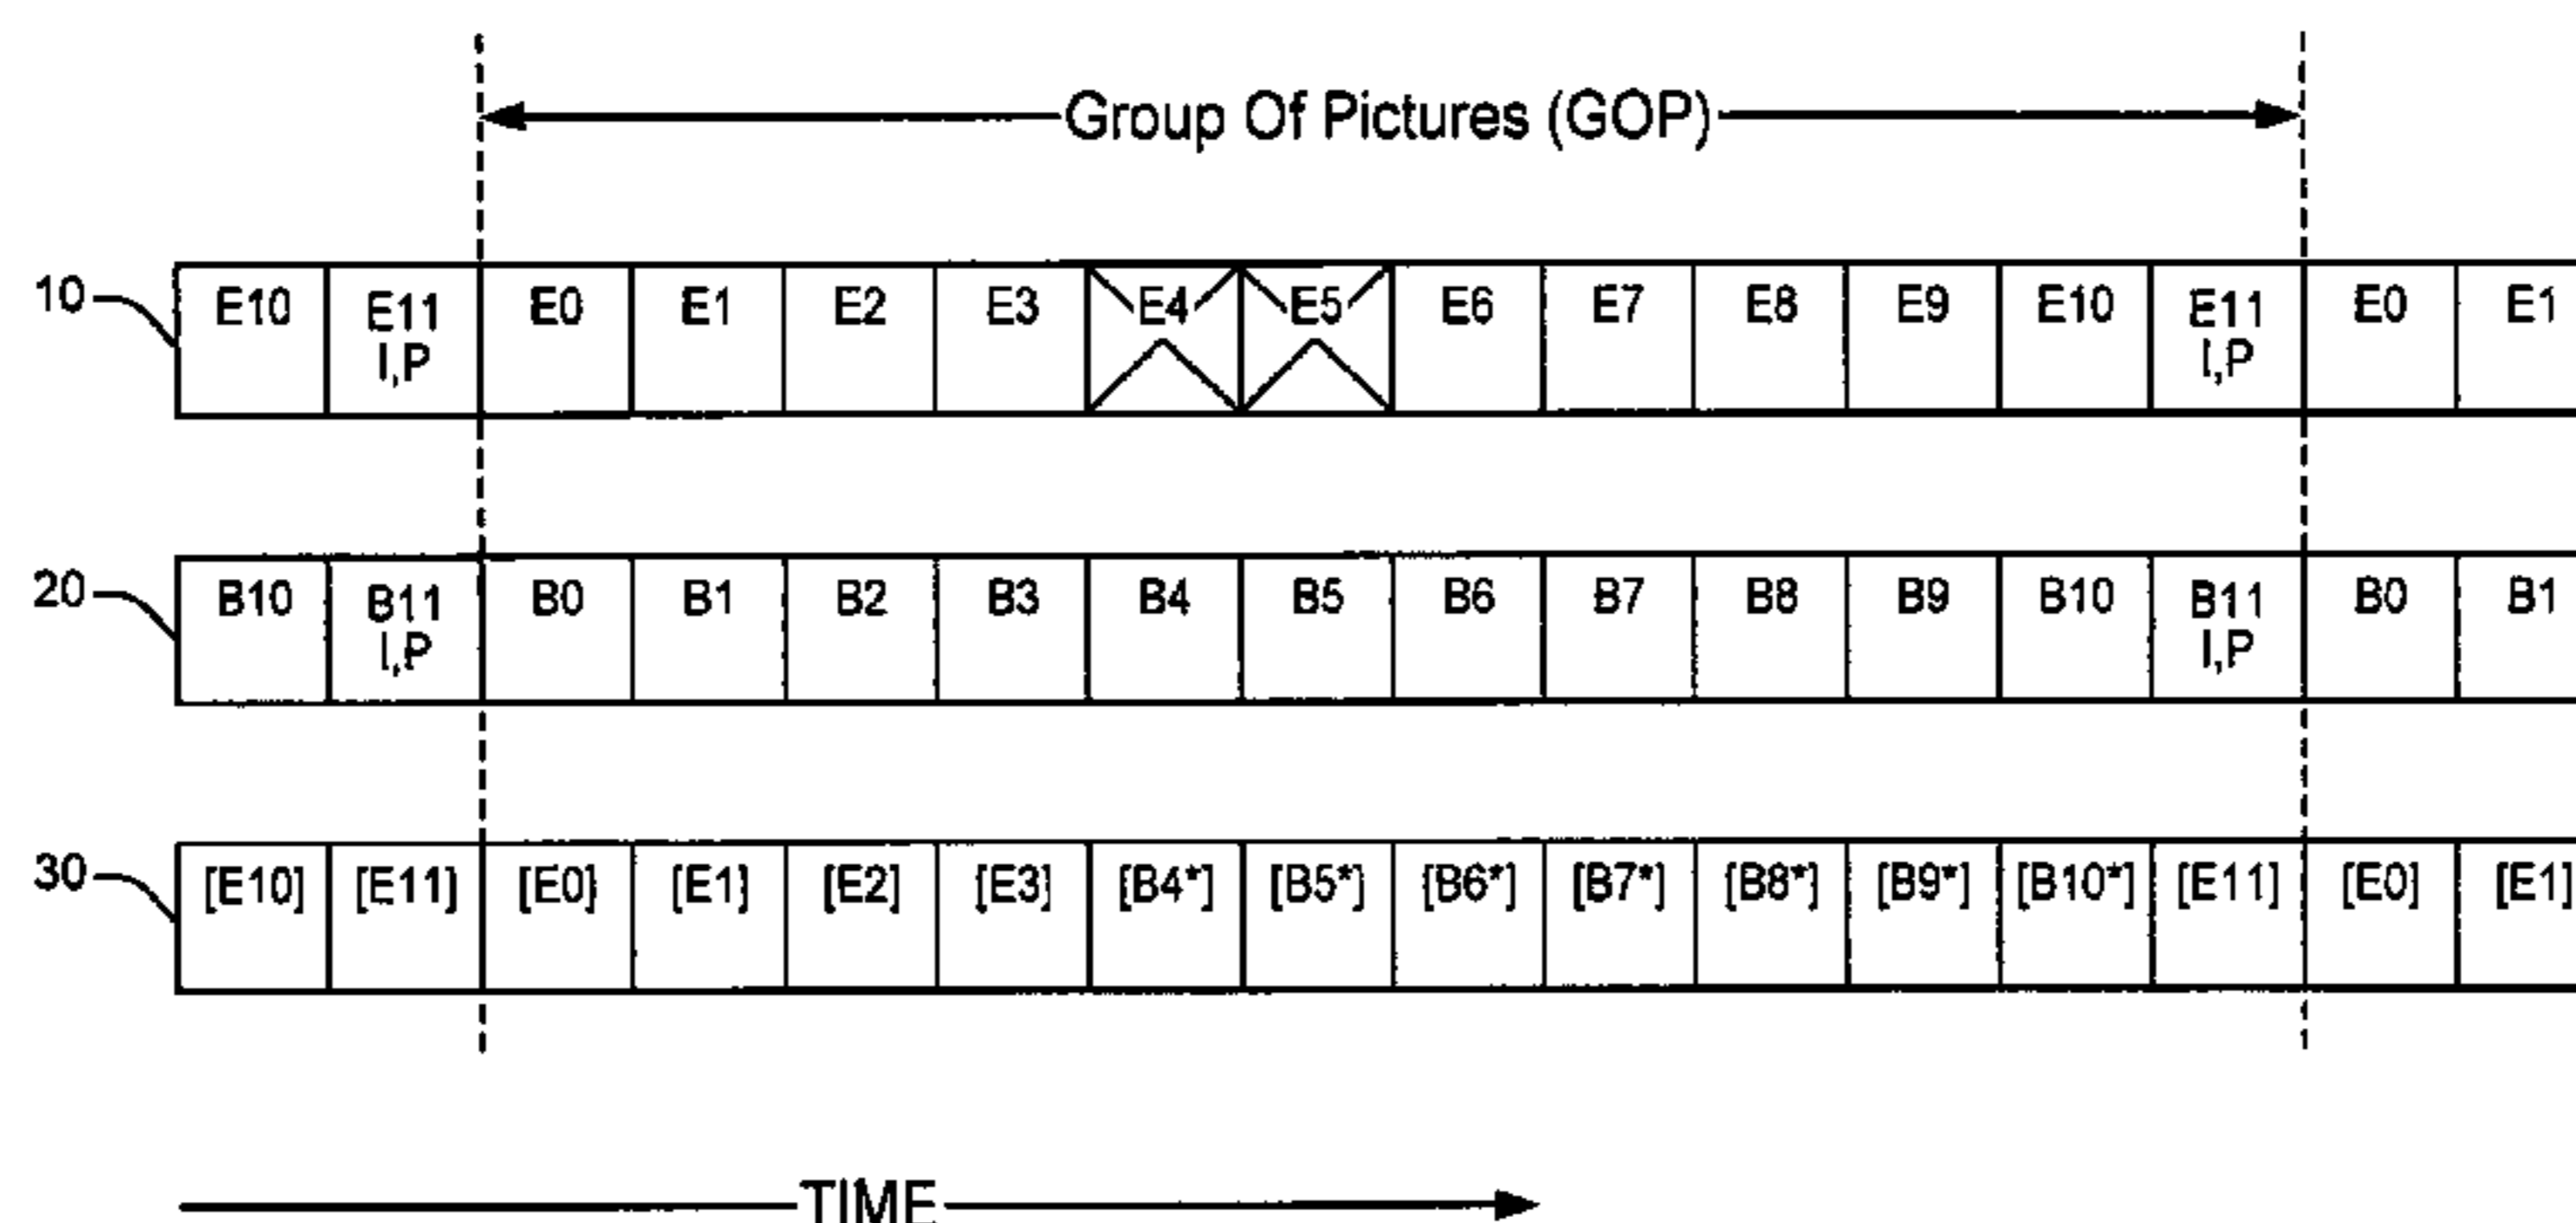 Group Of Pictures (GOP)
10 E10 E11 E0 E1 E2 E3 E4 E5 E6 E7 E8 E9 E10 E11 E0 E1
I,P I,P
20 B10 B11 B0 B1 B2 B3 B4 B5 B6 B7 B8 B9 B10 B11 B0 B1
I,P I,P
30 [E10] [E11] [E0] [E1] [E2] [E3] [B4*] [B5*] [B6*] [B7*] [B8*] [B9*] [B10*] [E11] [E0] [E1]
TIME